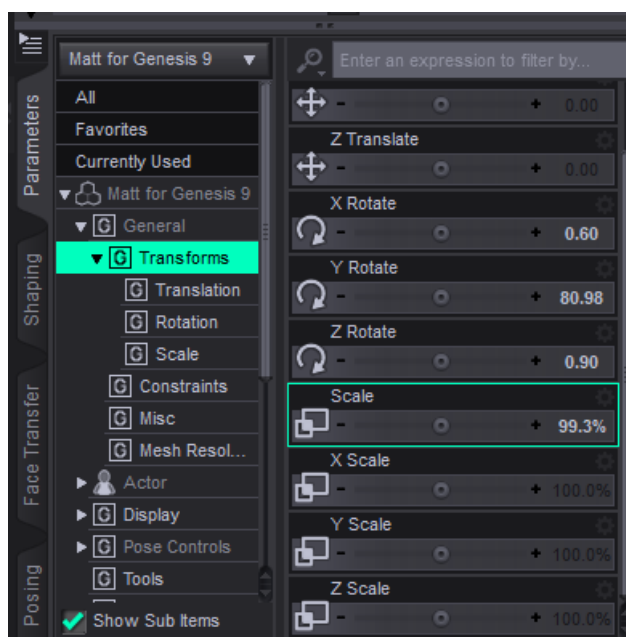 Matt for Genesis 9
Enter an expression to filter by...
Parameters
Shaping
Face Transfer
Posing
All
Favorites
Currently Used
Matt for Genesis 9
G General
G Transforms
G Translation
G Rotation
G Scale
G Constraints
G Misc
G Mesh Resol...
Actor
G Display
G Pose Controls
G Tools
Show Sub Items
- + 0.00
Z Translate
- + 0.00
X Rotate
- + 0.60
Y Rotate
- + 80.98
Z Rotate
- + 0.90
Scale
- + 99.3%
X Scale
- + 100.0%
Y Scale
- + 100.0%
Z Scale
- + 100.0%